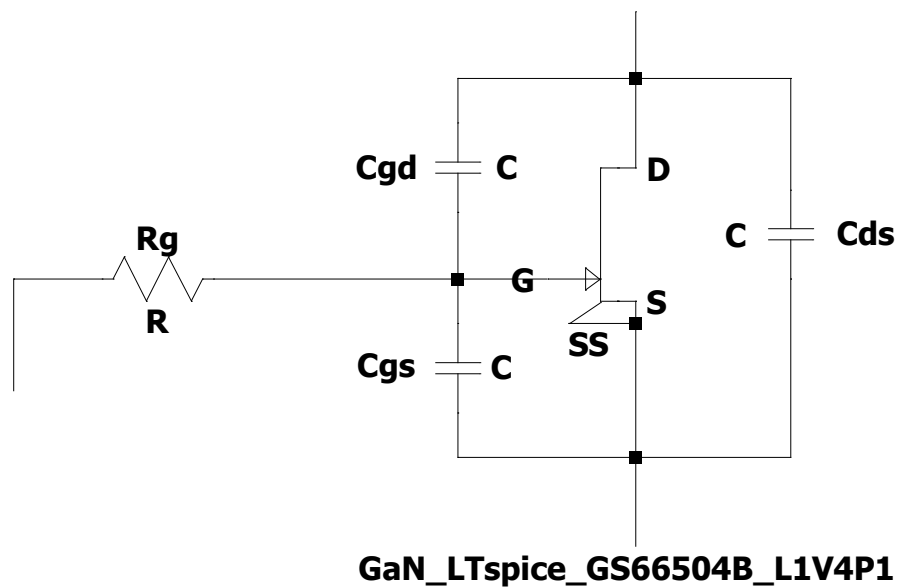 Cgd C
D
Rg
C Cds
G
R
S
SS
Cgs C
GaN_LTspice_GS66504B_L1V4P1